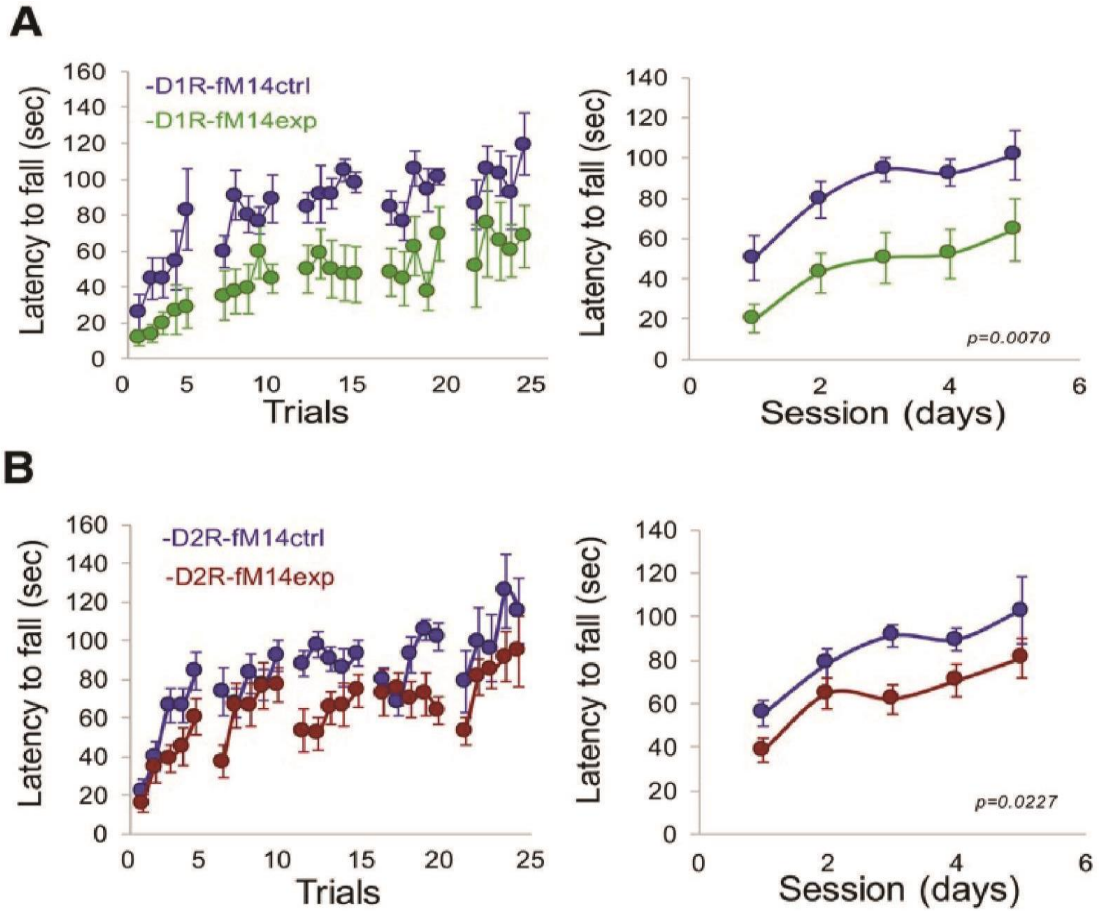 A
Latency to fall (sec)
160
140
120
100
80
60
40
20
0
-D1R-fM14ctrl
-D1R-fM14exp
0 5 10 15 20 25
Trials
Latency to fall (sec)
140
120
100
80
60
40
20
0
p=0.0070
0 2 4 6
Session (days)
B
Latency to fall (sec)
160
140
120
100
80
60
40
20
0
-D2R-fM14ctrl
-D2R-fM14exp
0 5 10 15 20 25
Trials
Latency to fall (sec)
140
120
100
80
60
40
20
0
p=0.0227
0 2 4 6
Session (days)